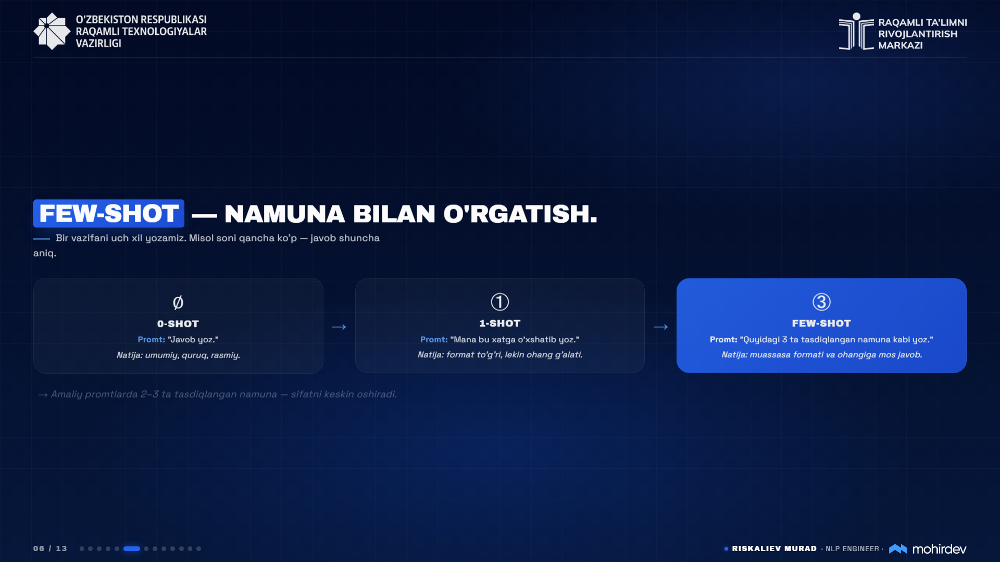 O'ZBEKISTON RESPUBLIKASI
RAQAMLI TEXNOLOGIYALAR
VAZIRLIGI
RAQAMLI TA'LIMNI
RIVOJLANTIRISH
MARKAZI
FEW-SHOT — NAMUNA BILAN O'RGATISH.
Bir vazifani uch xil yozamiz. Misol soni qancha ko'p — javob shuncha
aniq.
Ø
0-SHOT
Promt: "Javob yoz."
Natija: umumiy, quruq, rasmiy.
→
①
1-SHOT
Promt: "Mana bu xatga o'xshatib yoz."
Natija: format to'g'ri, lekin ohang g'alati.
→
③
FEW-SHOT
Promt: "Quyidagi 3 ta tasdiqlangan namuna kabi yoz."
Natija: muassasa formati va ohangiga mos javob.
→ Amaliy promtlarda 2–3 ta tasdiqlangan namuna — sifatni keskin oshiradi.
06 / 13
RISKALIEV MURAD · NLP ENGINEER ·
mohirdev